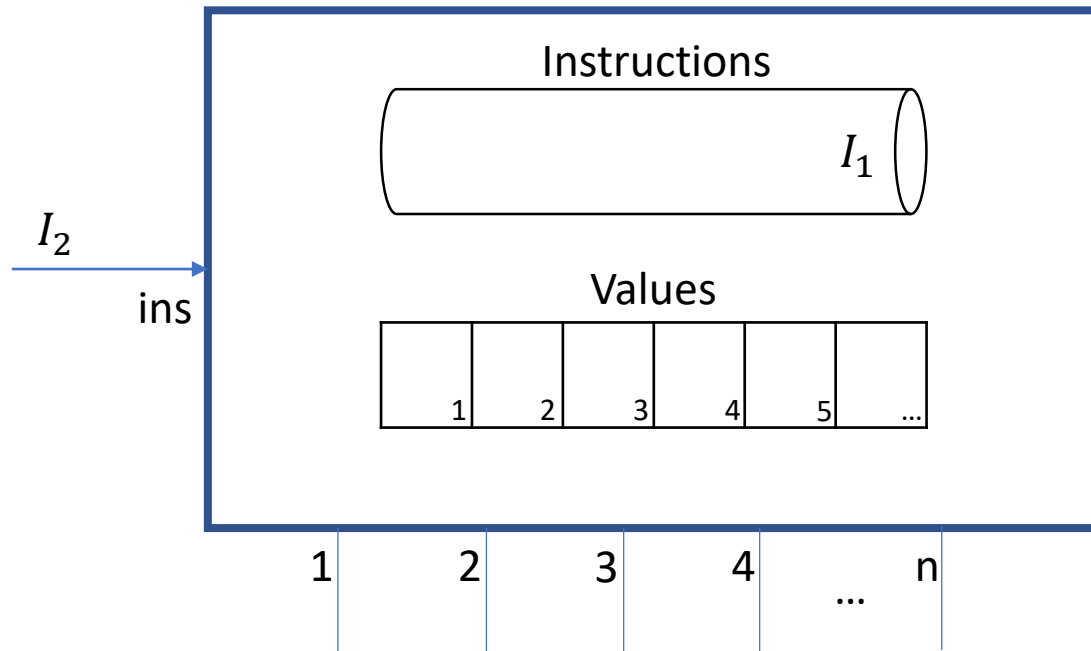 Instructions
I₁
I₂
ins
Values
1 2 3 4 5 ...
1 2 3 4 ... n